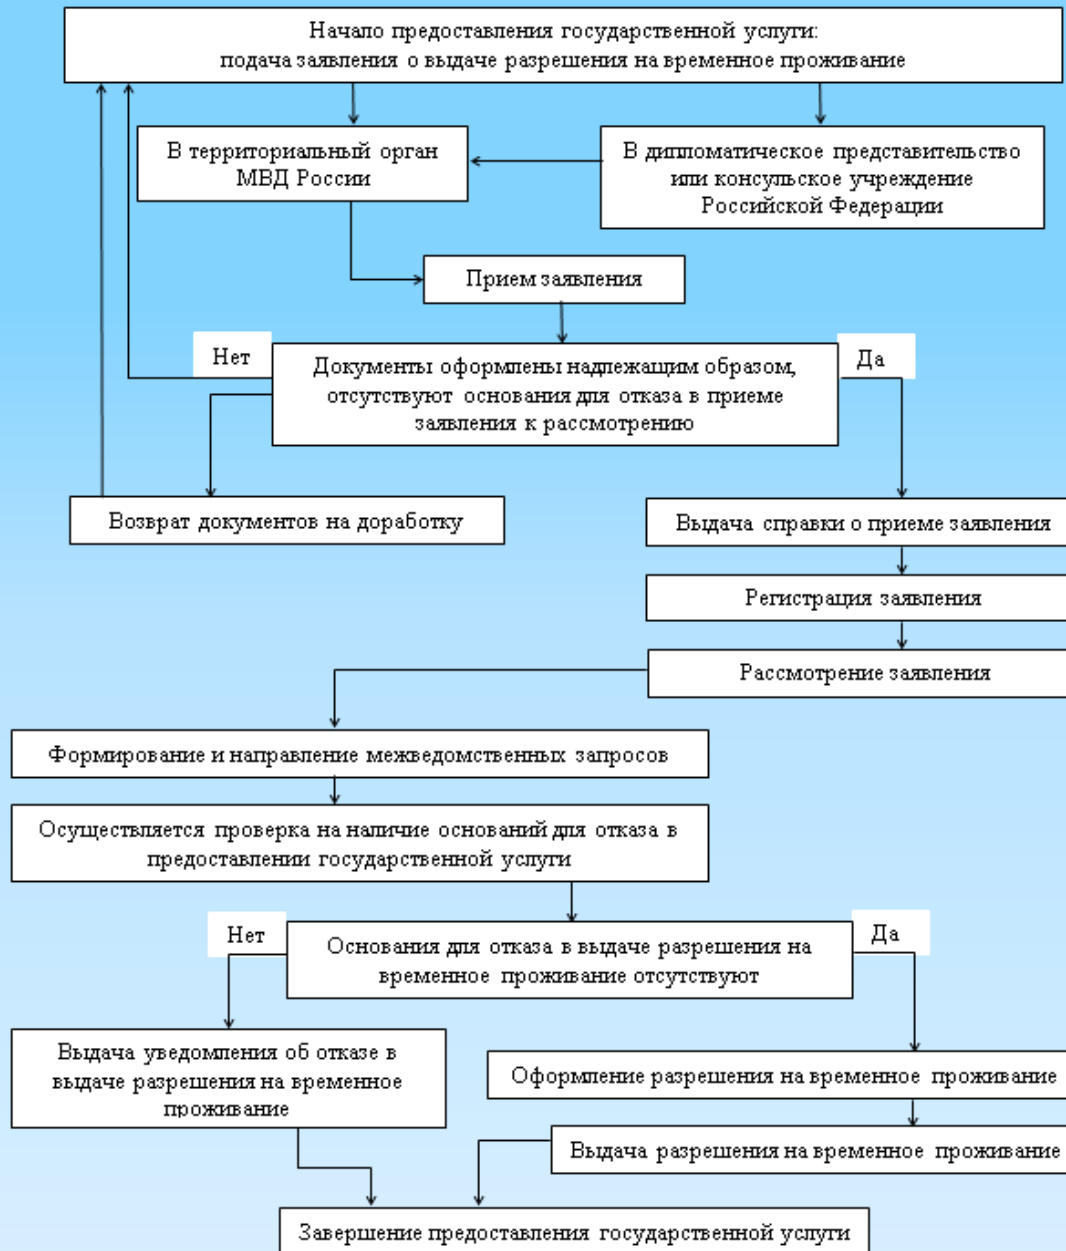 Начало предоставления государственной услуги:
подача заявления о выдаче разрешения на временное проживание
В территориальный орган
МВД России
В дипломатическое представительство
или консульское учреждение
Российской Федерации
Прием заявления
Нет
Да
Документы оформлены надлежащим образом,
отсутствуют основания для отказа в приеме
заявления к рассмотрению
Возврат документов на доработку
Выдача справки о приеме заявления
Регистрация заявления
Рассмотрение заявления
Формирование и направление межведомственных запросов
Осуществляется проверка на наличие оснований для отказа в
предоставлении государственной услуги
Нет
Да
Основания для отказа в выдаче разрешения на
временное проживание отсутствуют
Выдача уведомления об отказе в
выдаче разрешения на временное
проживание
Оформление разрешения на временное проживание
Выдача разрешения на временное проживание
Завершение предоставления государственной услуги